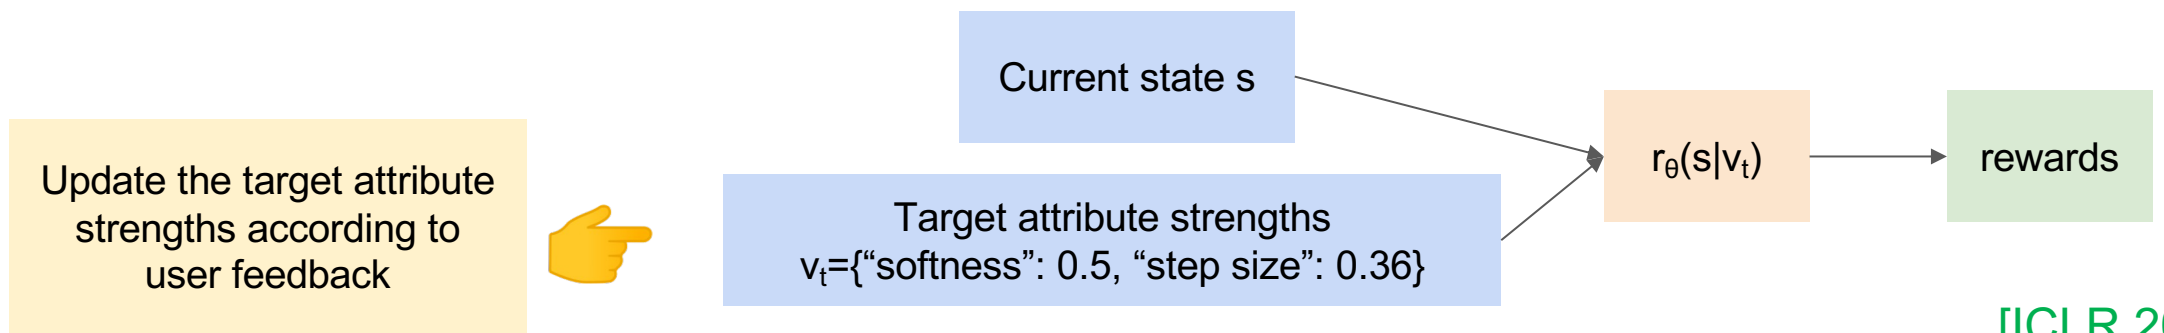 Current state s
Update the target attribute
strengths according to
user feedback
Target attribute strengths
vₜ={“softness”: 0.5, “step size”: 0.36}
r_θ(s|vₜ)
rewards